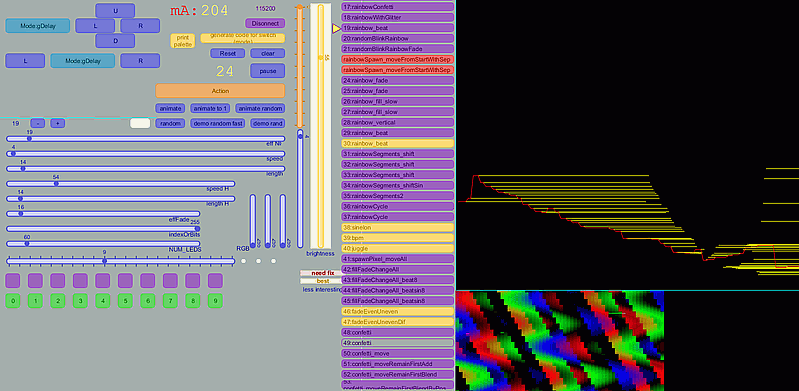 U
mA:204
115200
Mode:gDelay
L
R
Disconnect
D
print
palette
generate code for switch
(mode)
Reset
clear
L
Mode:gDelay
R
24
pause
Action
animate
animate to 1
animate random
19
-
+
random
demo random fast
demo rand
19
eff Nr
4
speed
14
length
54
speed H
14
length H
16
effFade
255
indexOrBits
60
NUM_LEDS
9
RGB
brightness
need fix
best
less interesting
0
1
2
3
4
5
6
7
8
9
17:rainbowConfetti
18:rainbowWithGlitter
19:rainbow_beat
20:randomBlinkRainbow
21:randomBlinkRainbowFade
rainbowSpawn_moveFromStartWithSep
rainbowSpawn_moveFromStartWithSep
24:rainbow_fade
25:rainbow_fade
26:rainbow_fill_slow
27:rainbow_fill_slow
28:rainbow_vertical
29:rainbow_beat
30:rainbow_beat
31:rainbowSegments_shift
32:rainbowSegments_shift
33:rainbowSegments_shift
34:rainbowSegments_shiftSin
35:rainbowSegments2
36:rainbowCycle
37:rainbowCycle
38:sinelon
39:bpm
40:juggle
41:spawnPixel_moveAll
42:fillFadeChangeAll
43:fillFadeChangeAll_beat8
44:fillFadeChangeAll_beatsin8
45:fillFadeChangeAll_beatsin8
46:fadeEvenUneven
47:fadeEvenUnevenDif
48:confetti
49:confetti
50:confetti_move
51:confetti_moveRemainFirstAdd
52:confetti_moveRemainFirstBlend